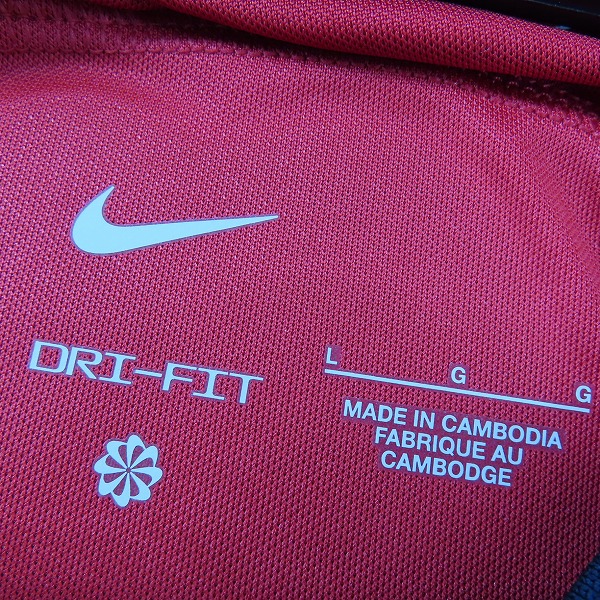 DRI-FIT
L G G
MADE IN CAMBODIA
FABRIQUE AU
CAMBODGE